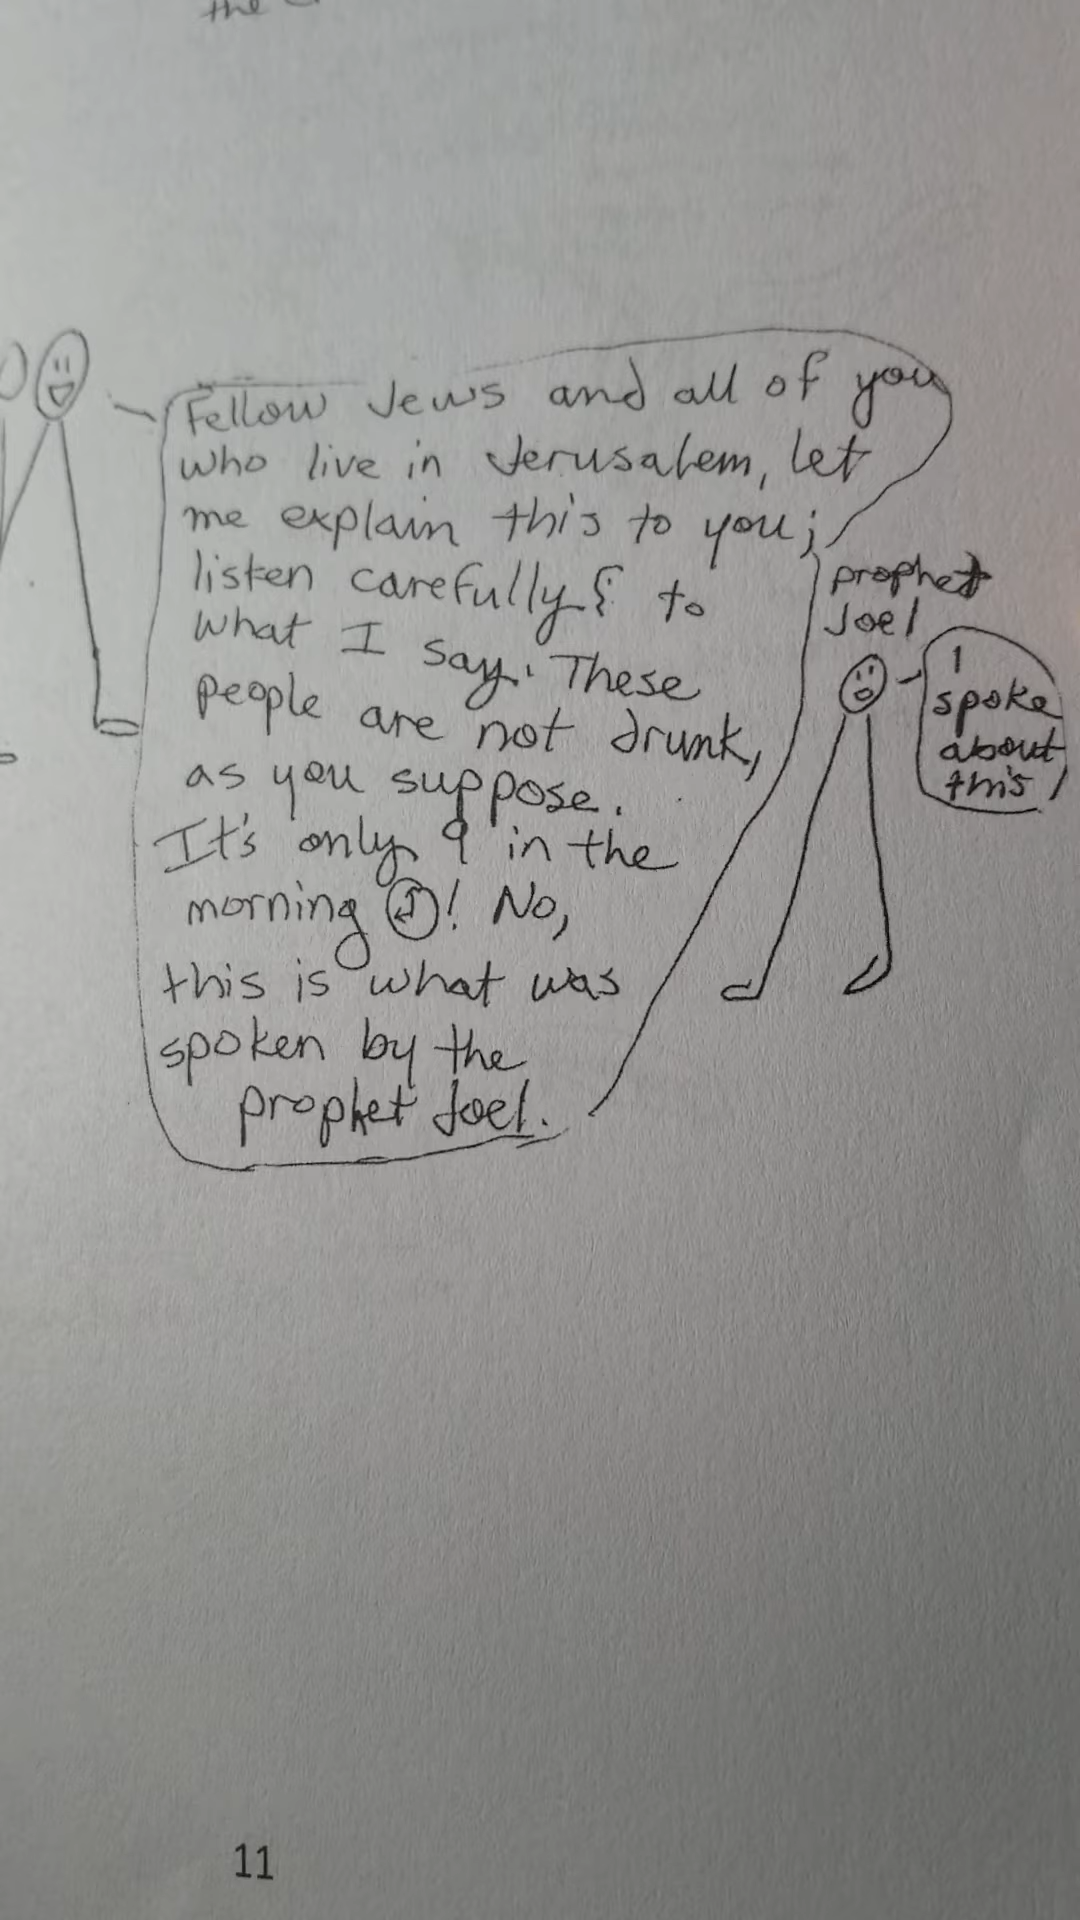 the
Fellow Jews and all of you
who live in Jerusalem, let
me explain this to you;
listen carefully to
what I say. These
people are not drunk,
as you suppose.
It's only 9 in the
morning! No,
this is what was
spoken by the
prophet Joel.
prophet
Joel
I
spoke
about
this
11